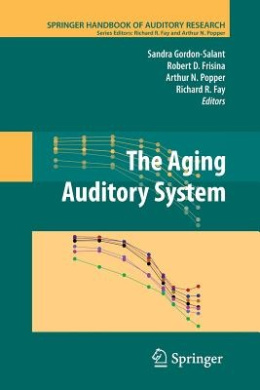 SPRINGER HANDBOOK OF AUDITORY RESEARCH
Series Editors: Richard R. Fay and Arthur N. Popper
Sandra Gordon-Salant
Robert D. Frisina
Arthur N. Popper
Richard R. Fay
Editors
The Aging
Auditory System
Springer